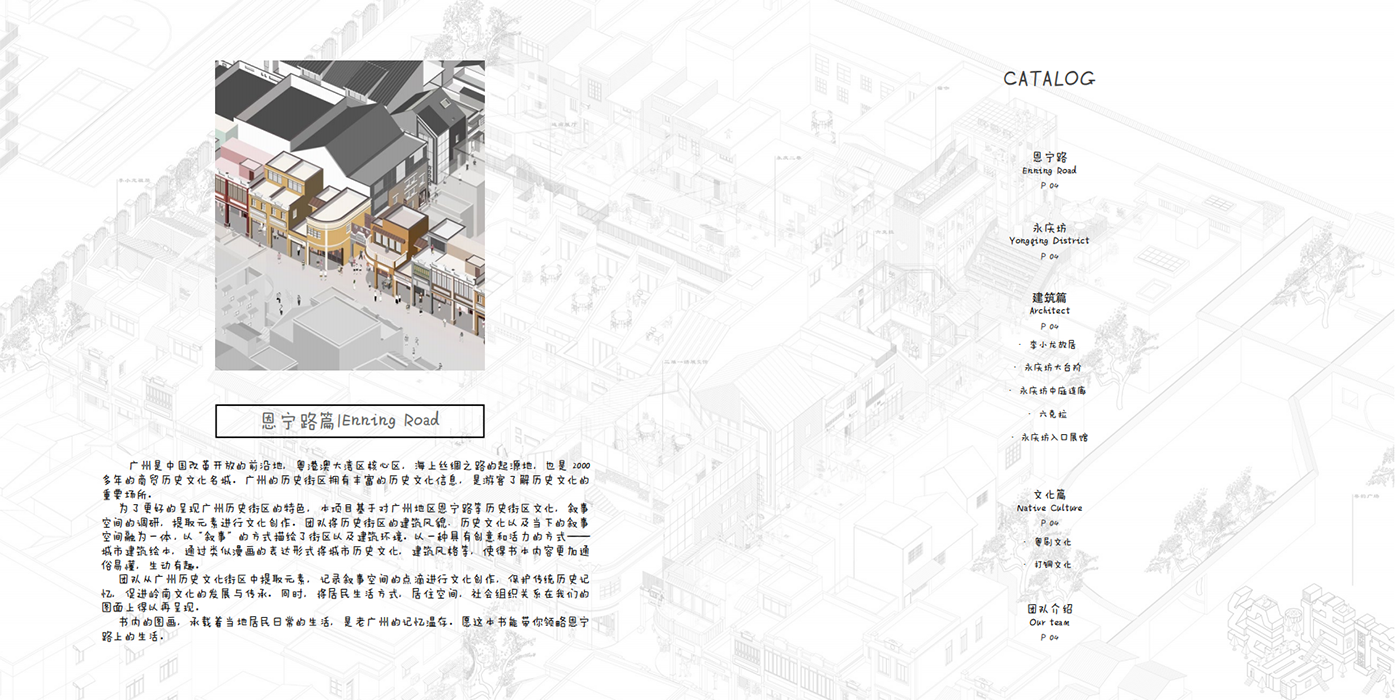 恩宁路篇|Enning Road
广州是中国改革开放的前沿地，粤港澳大湾区核心区，海上丝绸之路的起源地，也是 2000
多年的商贸历史文化名城。广州的历史街区拥有丰富的历史文化信息，是游客了解历史文化的
重要场所。
为了更好的呈现广州历史街区的特色，本项目基于对广州地区恩宁路等历史街区文化，叙事
空间的调研，提取元素进行文化创作。团队将历史街区的建筑风貌，历史文化以及当下的叙事
空间融为一体，以“叙事”的方式描绘了街区以及建筑环境。以一种具有创意和活力的方式——
城市建筑绘本，通过类似漫画的表达形式将城市历史文化，建筑风格等，使得书本内容更加通
俗易懂，生动有趣。
团队从广州历史文化街区中提取元素，记录叙事空间的点滴进行文化创作，保护传统历史记
忆，促进岭南文化的发展与传承。同时，将居民生活方式，居住空间，社会组织关系在我们的
图面上得以再呈现。
书内的图画，承载着当地居民日常的生活，是老广州的记忆温存。愿这本书能带你领略恩宁
路上的生活。
CATALOG
恩宁路
Enning Road
P 04
永庆坊
Yongqing District
P 04
建筑篇
Architect
P 04
· 李小龙故居
· 永庆坊大台阶
· 永庆坊中庭连廊
· 六克拉
· 永庆坊入口展馆
文化篇
Native Culture
P 04
· 粤剧文化
· 打铜文化
团队介绍
Our team
P 04